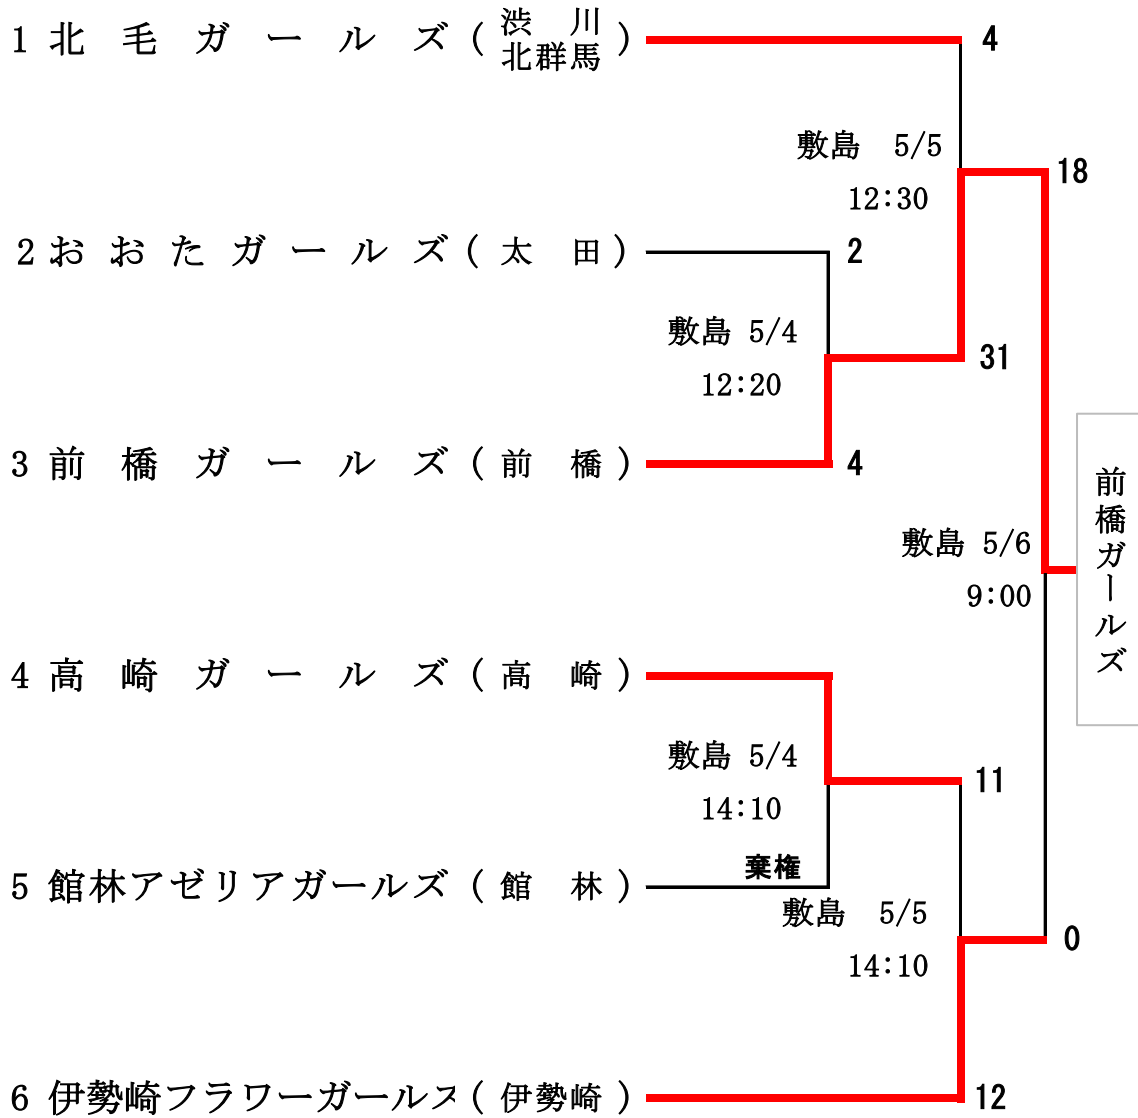 1 北毛ガールズ(渋川北群馬) 4
敷島 5/5
12:30
18
2 おおたガールズ(太田) 2
敷島 5/4
12:20
31
3 前橋ガールズ(前橋) 4
前橋ガールズ
敷島 5/6
9:00
4 高崎ガールズ(高崎)
敷島 5/4
14:10
11
棄権
5 館林アゼリアガールズ(館林)
敷島 5/5
14:10
0
6 伊勢崎フラワーガールズ(伊勢崎) 12